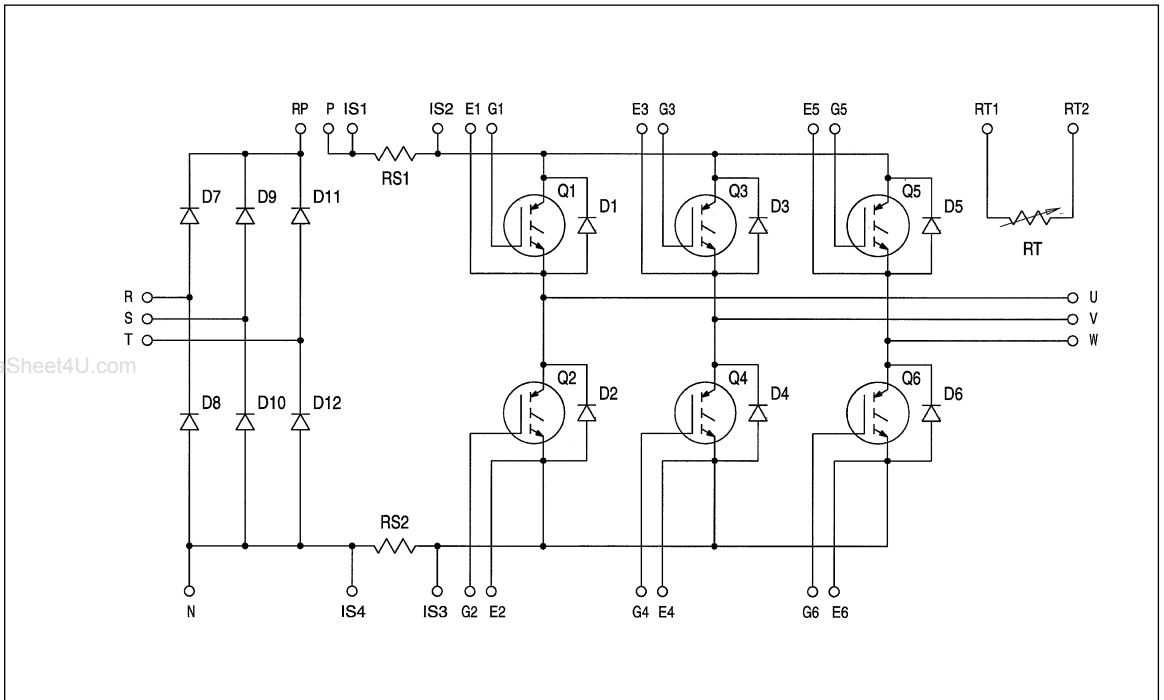 RP P IS1 IS2 E1 G1 E3 G3 E5 G5 RT1 RT2
RS1
D7 D9 D11 Q1 D1 Q3 D3 Q5 D5
RT
R
U
S
V
T
W
aSheet4U.com
D8 D10 D12 Q2 D2 Q4 D4 Q6 D6
RS2
N IS4 IS3 G2 E2 G4 E4 G6 E6